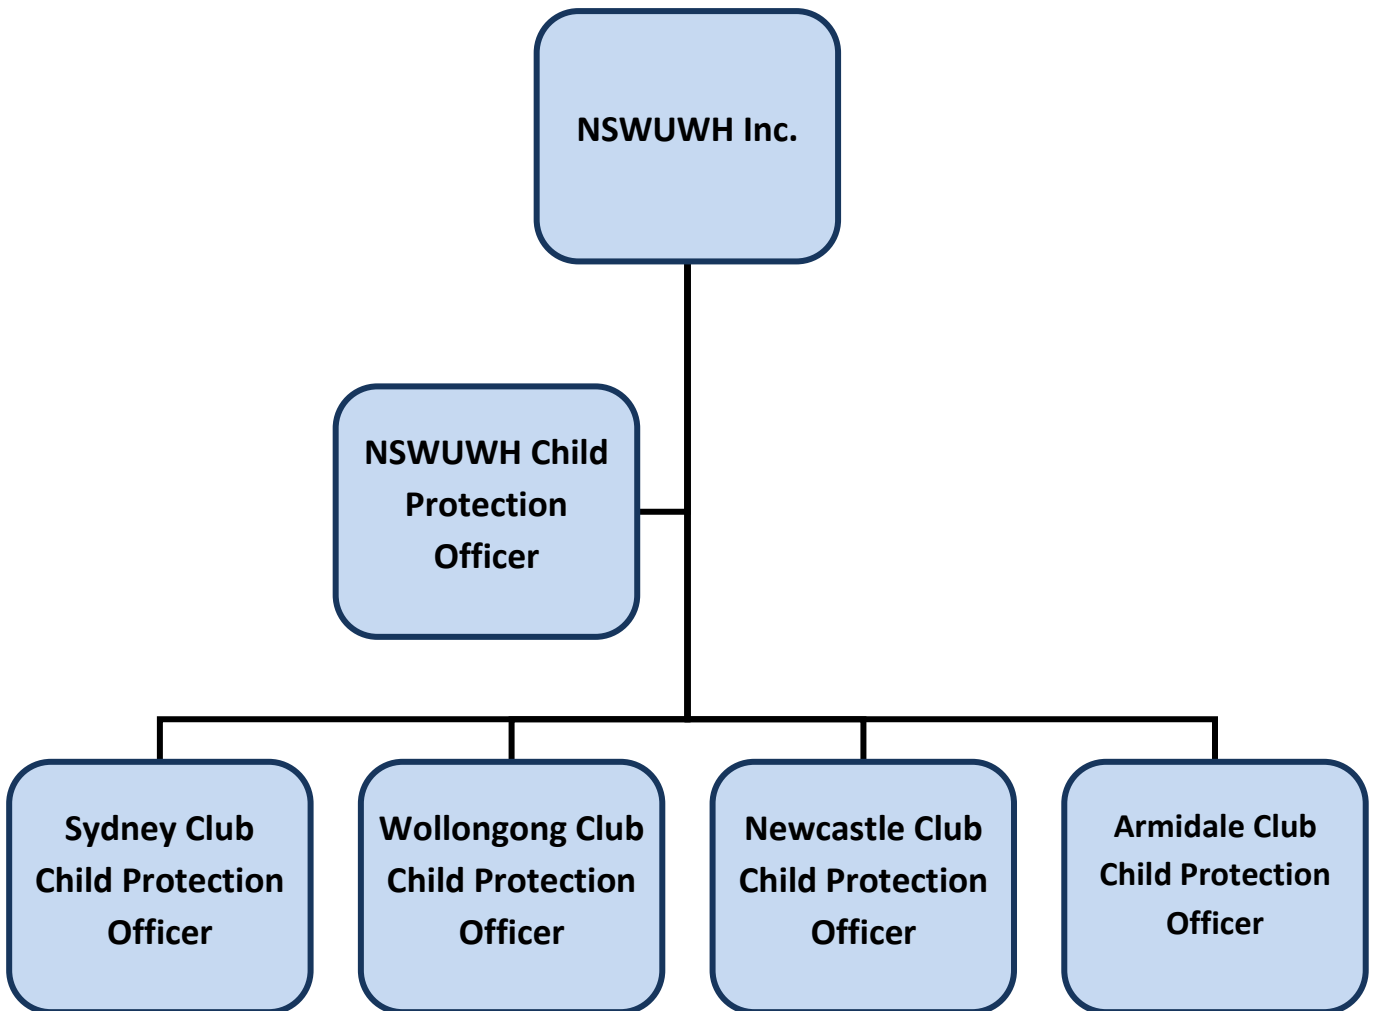 NSWUWH Inc.
NSWUWH Child
Protection
Officer
Sydney Club
Child Protection
Officer
Wollongong Club
Child Protection
Officer
Newcastle Club
Child Protection
Officer
Armidale Club
Child Protection
Officer